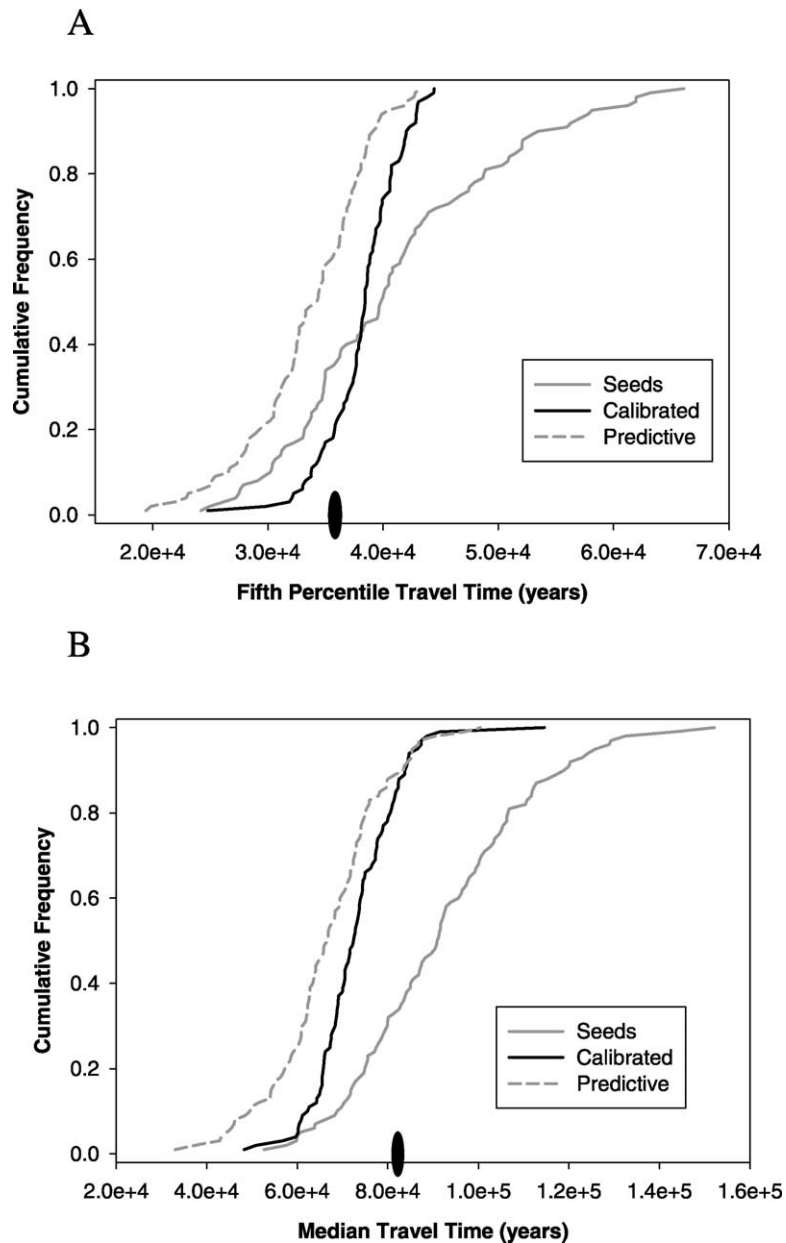 A
Cumulative Frequency
1.0
0.8
0.6
0.4
0.2
0.0
Seeds
Calibrated
Predictive
2.0e+4 3.0e+4 4.0e+4 5.0e+4 6.0e+4 7.0e+4
Fifth Percentile Travel Time (years)
B
Cumulative Frequency
1.0
0.8
0.6
0.4
0.2
0.0
Seeds
Calibrated
Predictive
2.0e+4 4.0e+4 6.0e+4 8.0e+4 1.0e+5 1.2e+5 1.4e+5 1.6e+5
Median Travel Time (years)